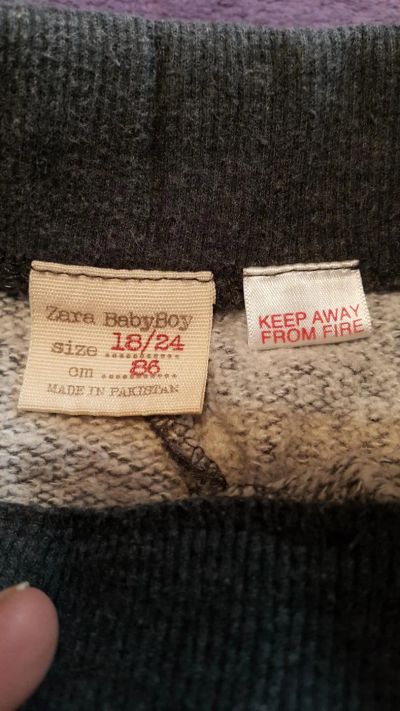 Zara BabyBoy
size 18/24
cm 86
MADE IN PAKISTAN
KEEP AWAY
FROM FIRE